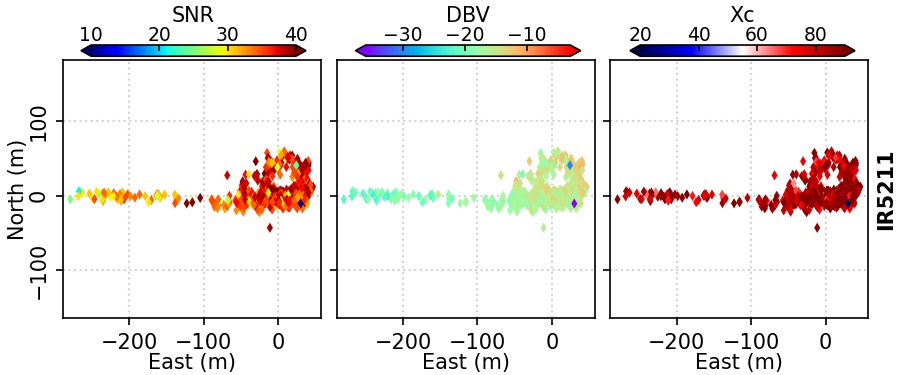 SNR DBV Xc
10 20 30 40 −30 −20 −10 20 40 60 80
100
0
−100
North (m)
IR5211
−200 −100 0 −200 −100 0 −200 −100 0
East (m) East (m) East (m)